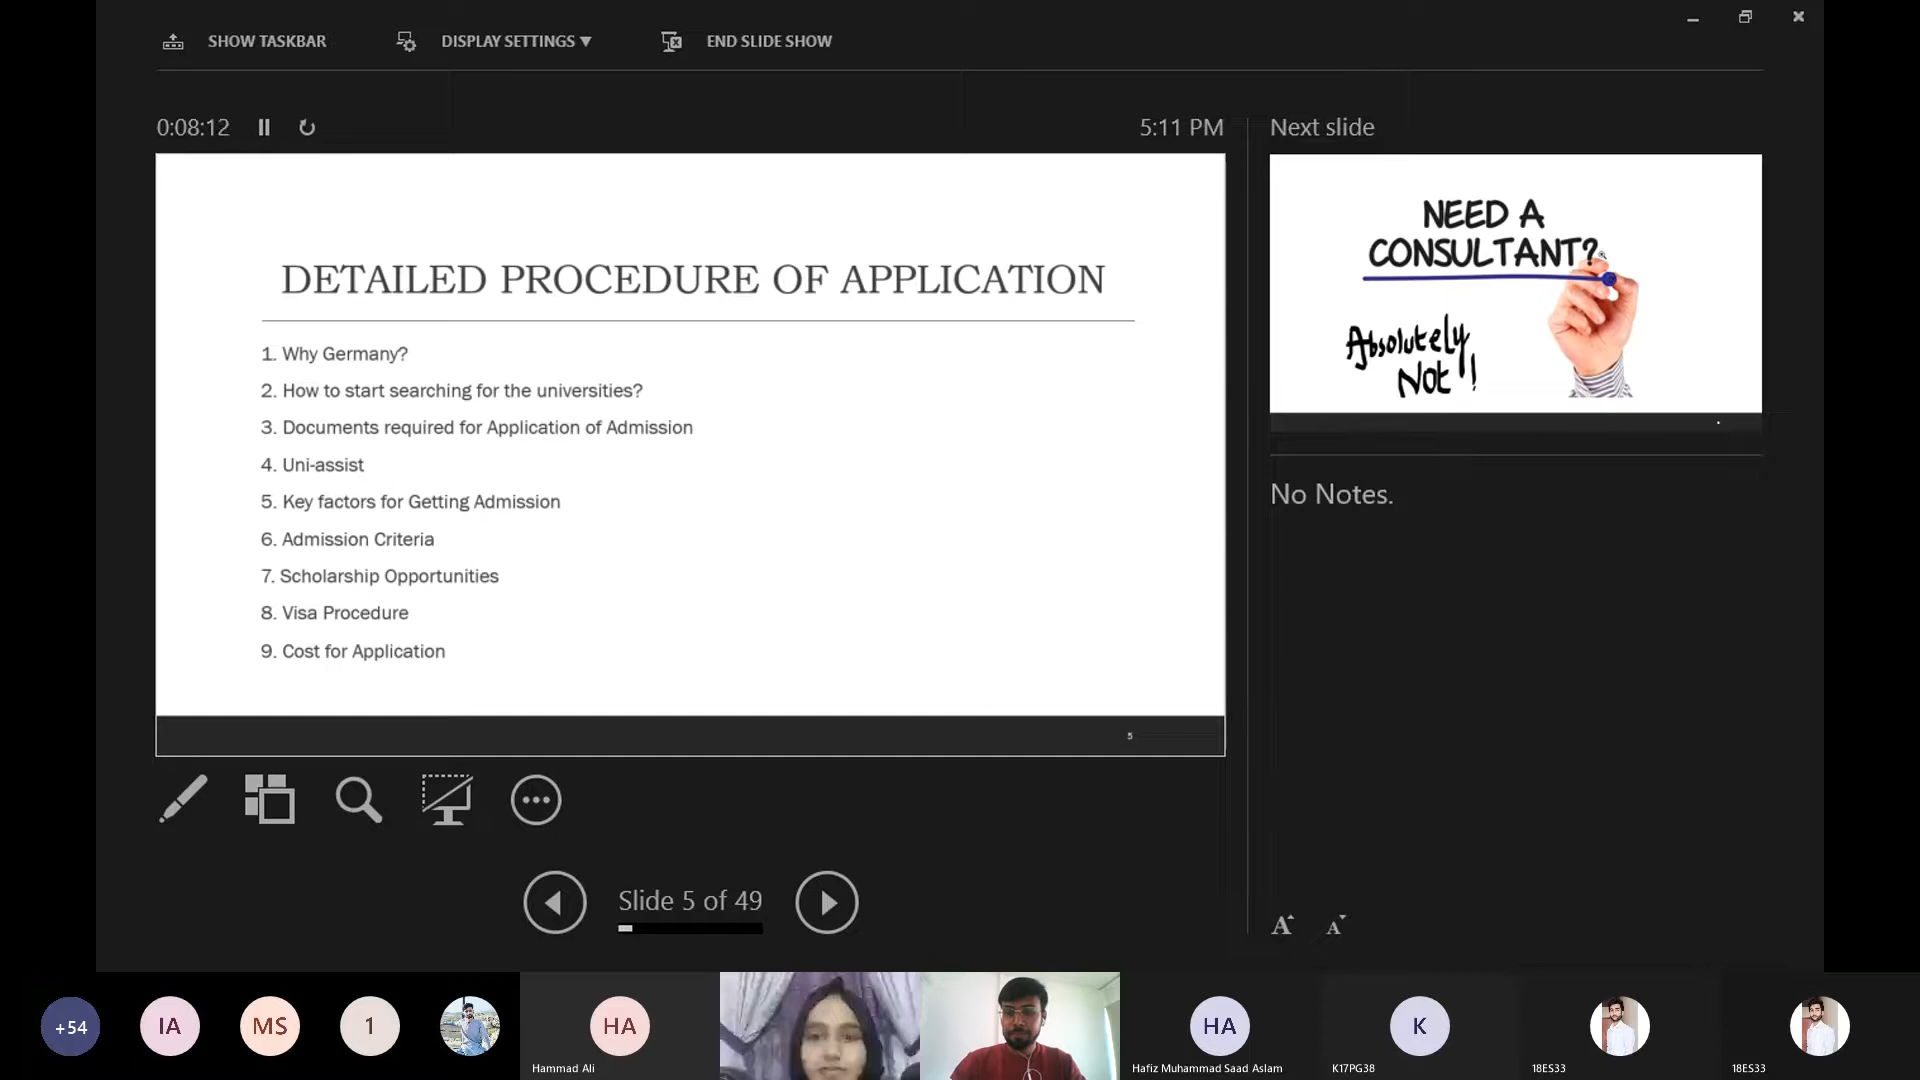 SHOW TASKBAR
DISPLAY SETTINGS ▼
END SLIDE SHOW
0:08:12
5:11 PM
Next slide
DETAILED PROCEDURE OF APPLICATION
1. Why Germany?
2. How to start searching for the universities?
3. Documents required for Application of Admission
4. Uni-assist
5. Key factors for Getting Admission
6. Admission Criteria
7. Scholarship Opportunities
8. Visa Procedure
9. Cost for Application
5
NEED A
CONSULTANT?
Absolutely
Not!
No Notes.
Slide 5 of 49
A A
+54
IA
MS
1
HA
Hammad Ali
HA
Hafiz Muhammad Saad Aslam
K
K17PG38
18ES33
18ES33